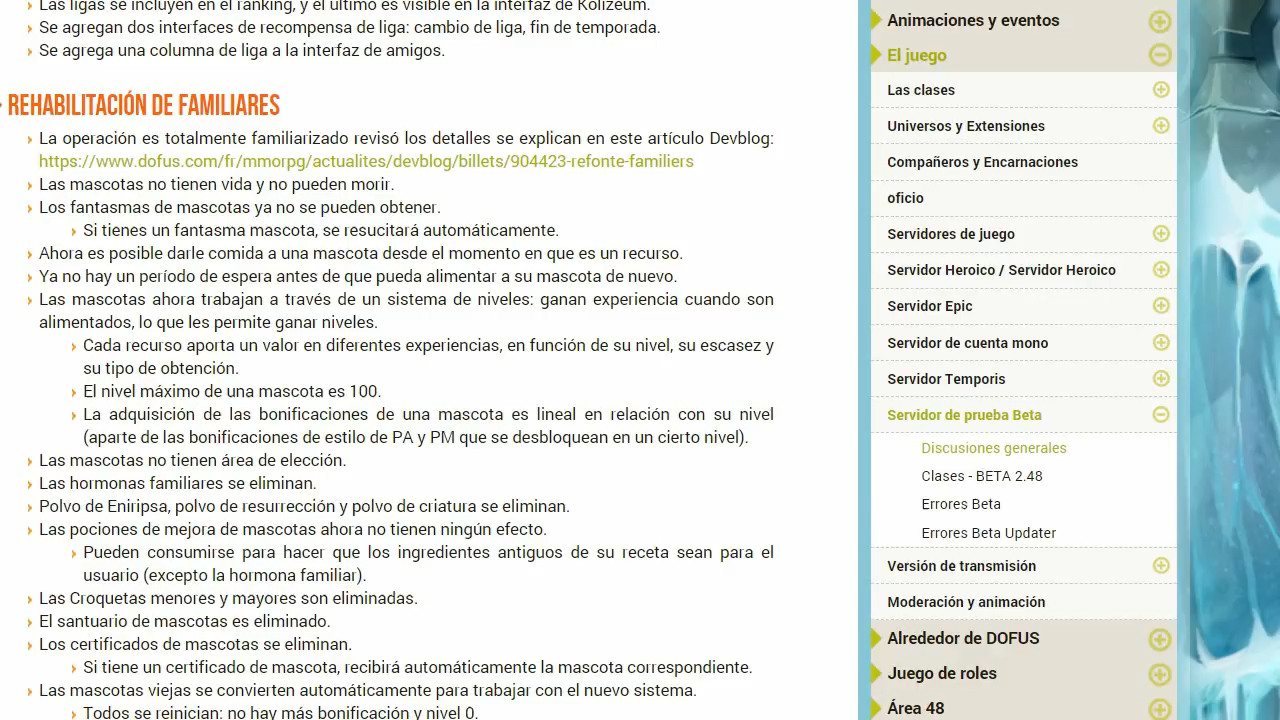 Las ligas se incluyen en el ranking, y el último es visible en la interfaz de Kolizeum.
Se agregan dos interfaces de recompensa de liga: cambio de liga, fin de temporada.
Se agrega una columna de liga a la interfaz de amigos.
REHABILITACIÓN DE FAMILIARES
La operación es totalmente familiarizado revisó los detalles se explican en este artículo Devblog:
https://www.dofus.com/fr/mmorpg/actualites/devblog/billets/904423-refonte-familiers
Las mascotas no tienen vida y no pueden morir.
Los fantasmas de mascotas ya no se pueden obtener.
Si tienes un fantasma mascota, se resucitará automáticamente.
Ahora es posible darle comida a una mascota desde el momento en que es un recurso.
Ya no hay un período de espera antes de que pueda alimentar a su mascota de nuevo.
Las mascotas ahora trabajan a través de un sistema de niveles: ganan experiencia cuando son
alimentados, lo que les permite ganar niveles.
Cada recurso aporta un valor en diferentes experiencias, en función de su nivel, su escasez y
su tipo de obtención.
El nivel máximo de una mascota es 100.
La adquisición de las bonificaciones de una mascota es lineal en relación con su nivel
(aparte de las bonificaciones de estilo de PA y PM que se desbloquean en un cierto nivel).
Las mascotas no tienen área de elección.
Las hormonas familiares se eliminan.
Polvo de Eniripsa, polvo de resurrección y polvo de criatura se eliminan.
Las pociones de mejora de mascotas ahora no tienen ningún efecto.
Pueden consumirse para hacer que los ingredientes antiguos de su receta sean para el
usuario (excepto la hormona familiar).
Las Croquetas menores y mayores son eliminadas.
El santuario de mascotas es eliminado.
Los certificados de mascotas se eliminan.
Si tiene un certificado de mascota, recibirá automáticamente la mascota correspondiente.
Las mascotas viejas se convierten automáticamente para trabajar con el nuevo sistema.
Todos se reinician: no hay más bonificación y nivel 0.
Animaciones y eventos
El juego
Las clases
Universos y Extensiones
Compañeros y Encarnaciones
oficio
Servidores de juego
Servidor Heroico / Servidor Heroico
Servidor Epic
Servidor de cuenta mono
Servidor Temporis
Servidor de prueba Beta
Discusiones generales
Clases - BETA 2.48
Errores Beta
Errores Beta Updater
Versión de transmisión
Moderación y animación
Alrededor de DOFUS
Juego de roles
Área 48